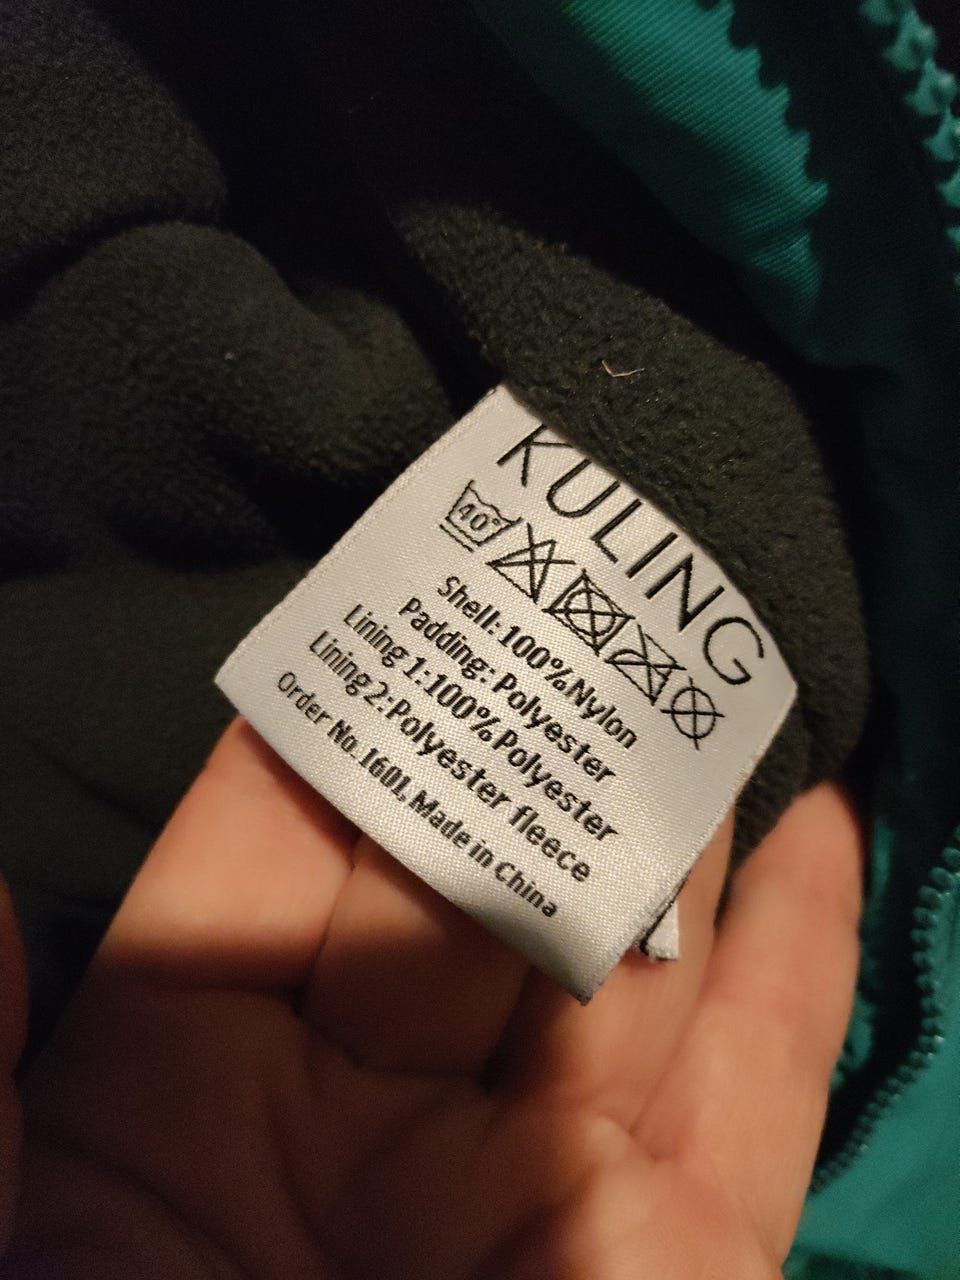 KULING
40°
Shell: 100%Nylon
Padding: Polyester
Lining 1:100%Polyester
Lining 2:Polyester fleece
Order No. 1601, Made in China